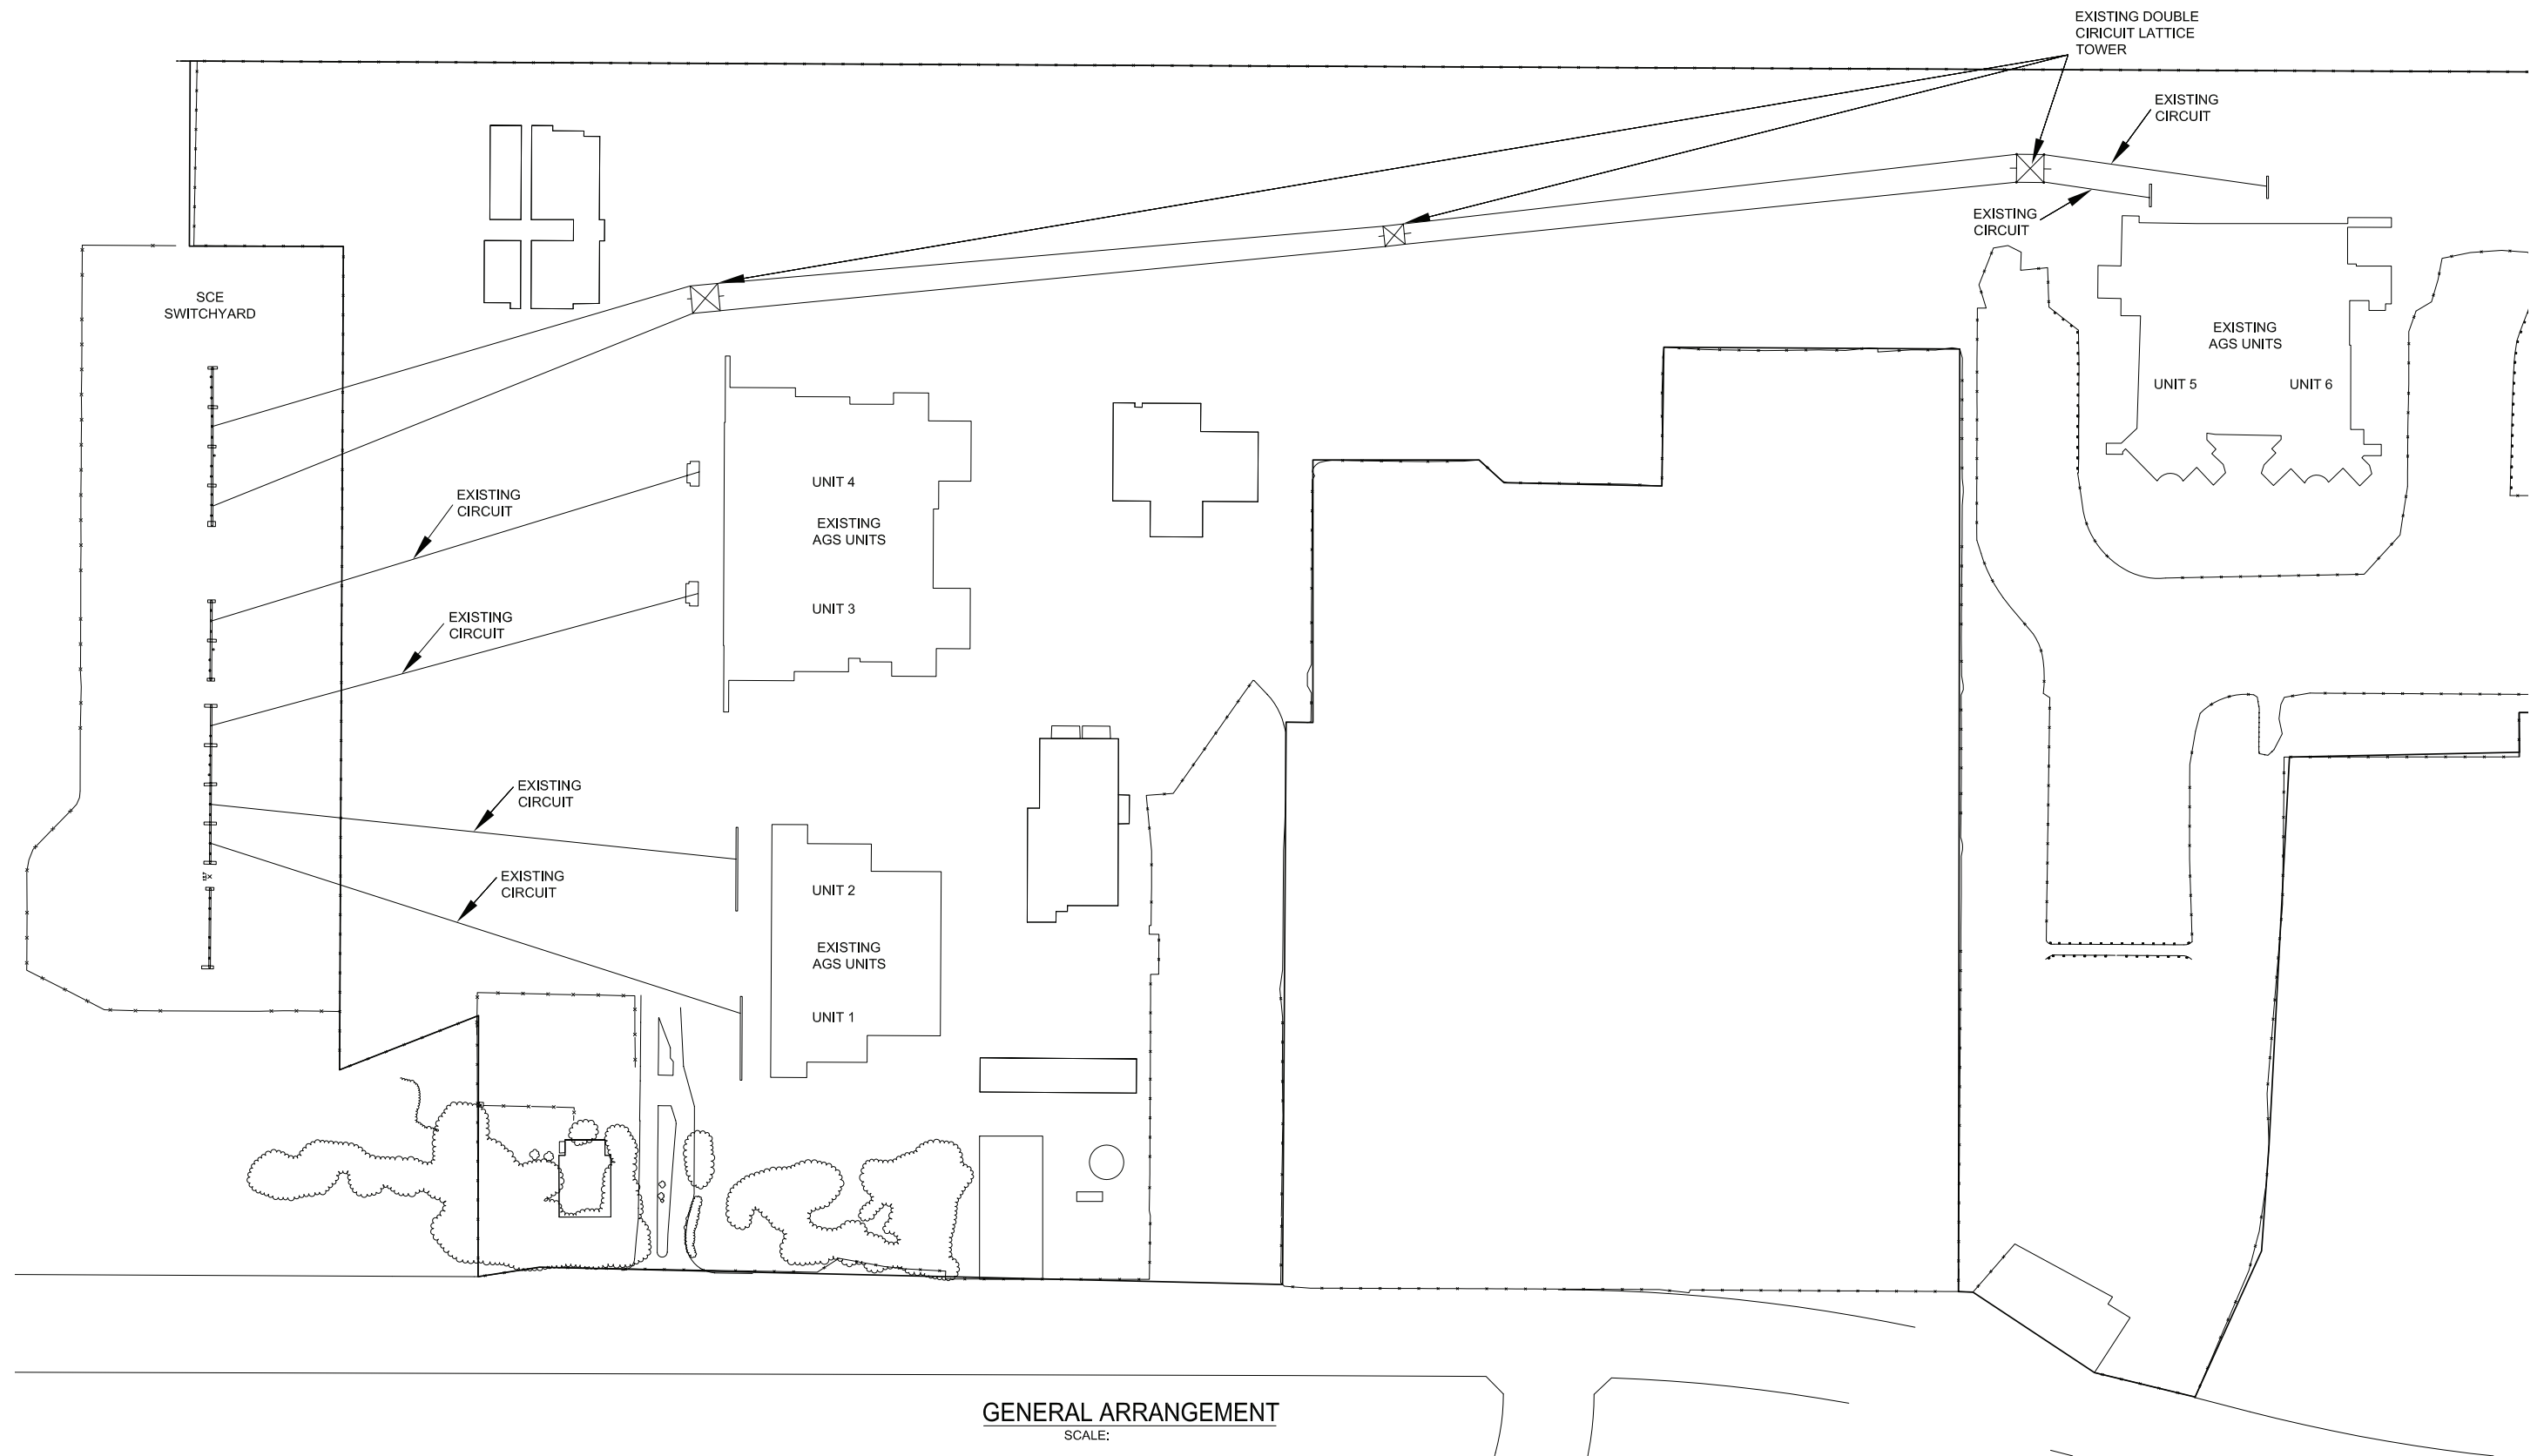 EXISTING DOUBLE
CIRICUIT LATTICE
TOWER
EXISTING
CIRCUIT
EXISTING
CIRCUIT
SCE
SWITCHYARD
EXISTING
AGS UNITS
UNIT 5
UNIT 6
UNIT 4
EXISTING
CIRCUIT
EXISTING
AGS UNITS
UNIT 3
EXISTING
CIRCUIT
EXISTING
CIRCUIT
EXISTING
CIRCUIT
UNIT 2
EXISTING
AGS UNITS
UNIT 1
GENERAL ARRANGEMENT
SCALE: